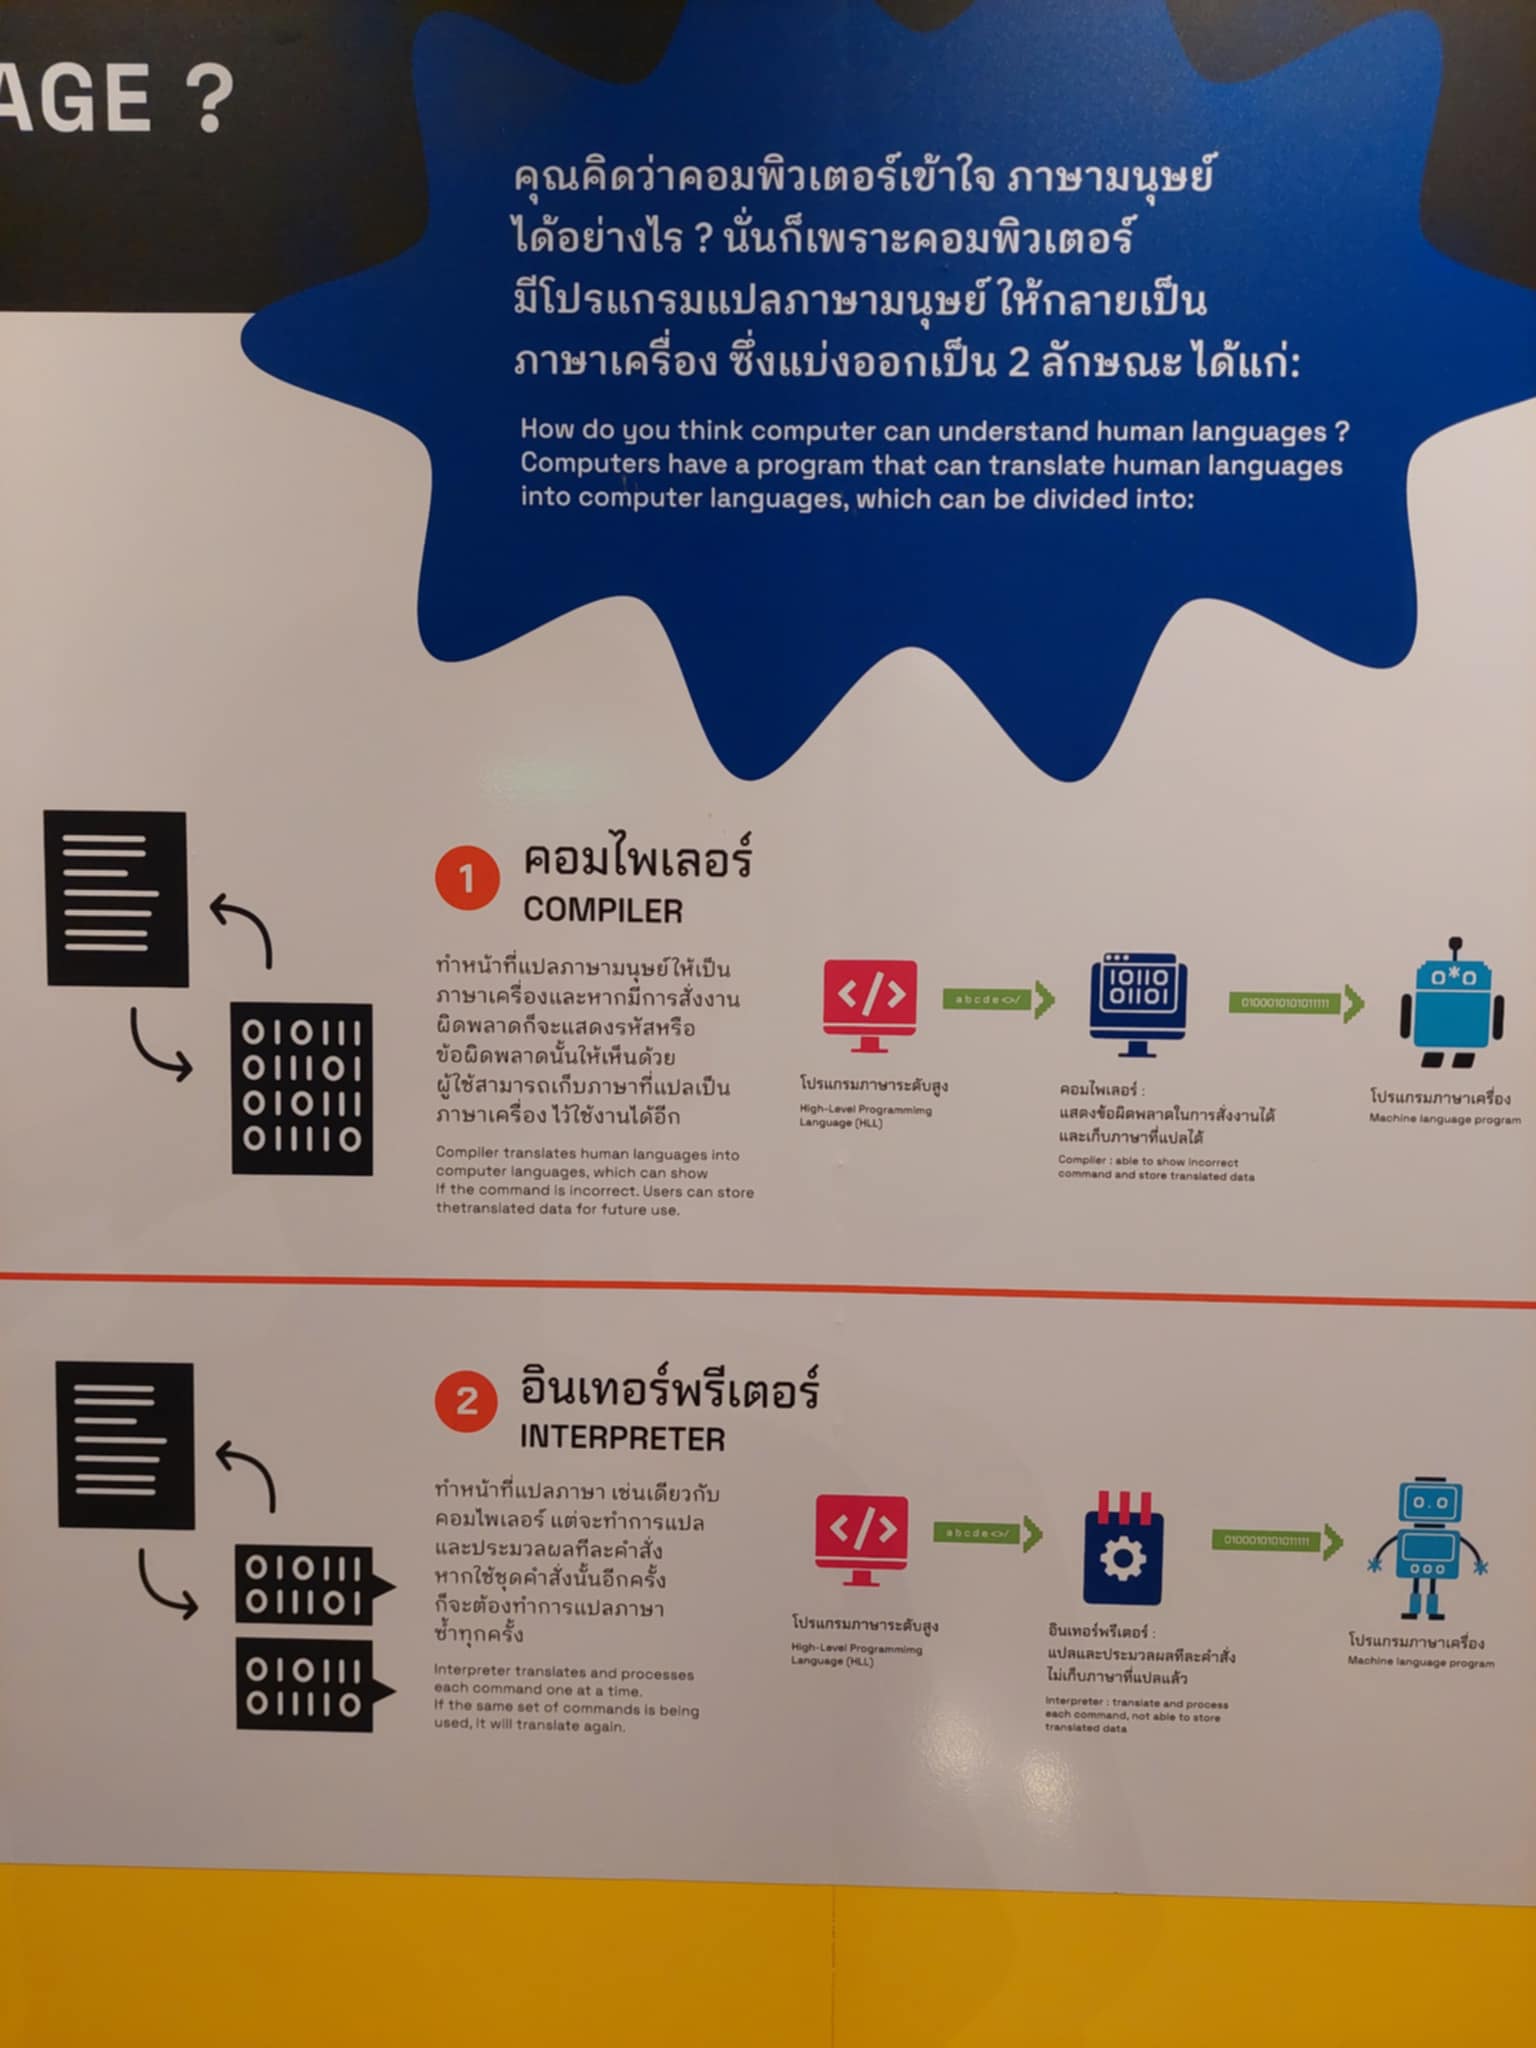 AGE ?
คุณคิดว่าคอมพิวเตอร์เข้าใจ ภาษามนุษย์
ได้อย่างไร ? นั่นก็เพราะคอมพิวเตอร์
มีโปรแกรมแปลภาษามนุษย์ ให้กลายเป็น
ภาษาเครื่อง ซึ่งแบ่งออกเป็น 2 ลักษณะ ได้แก่:
How do you think computer can understand human languages ?
Computers have a program that can translate human languages
into computer languages, which can be divided into:
1 คอมไพเลอร์
COMPILER
ทำหน้าที่แปลภาษามนุษย์ให้เป็น
ภาษาเครื่องและหากมีการสั่งงาน
ผิดพลาดก็จะแสดงรหัสหรือ
ข้อผิดพลาดนั้นให้เห็นด้วย
ผู้ใช้สามารถเก็บภาษาที่แปลเป็น
ภาษาเครื่อง ไว้ใช้งานได้อีก
Compiler translates human languages into
computer languages, which can show
If the command is incorrect. Users can store
thetranslated data for future use.
010111
011101
010111
011110
</>
abcde<>/
10110
01101
0100010101011111
o*o
โปรแกรมภาษาระดับสูง
High-Level Programmimg
Language (HLL)
คอมไพเลอร์ :
แสดงข้อผิดพลาดในการสั่งงานได้
และเก็บภาษาที่แปลได้
Compiler : able to show incorrect
command and store translated data
โปรแกรมภาษาเครื่อง
Machine language program
2 อินเทอร์พรีเตอร์
INTERPRETER
ทำหน้าที่แปลภาษา เช่นเดียวกับ
คอมไพเลอร์ แต่จะทำการแปล
และประมวลผลทีละคำสั่ง
หากใช้ชุดคำสั่งนั้นอีกครั้ง
ก็จะต้องทำการแปลภาษา
ซ้ำทุกครั้ง
Interpreter translates and processes
each command one at a time.
If the same set of commands is being
used, it will translate again.
010111
011101
010111
011110
</>
abcde<>/
0100010101011111
โปรแกรมภาษาระดับสูง
High-Level Programmimg
Language (HLL)
อินเทอร์พรีเตอร์ :
แปลและประมวลผลทีละคำสั่ง
ไม่เก็บภาษาที่แปลแล้ว
Interpreter : translate and process
each command, not able to store
translated data
โปรแกรมภาษาเครื่อง
Machine language program